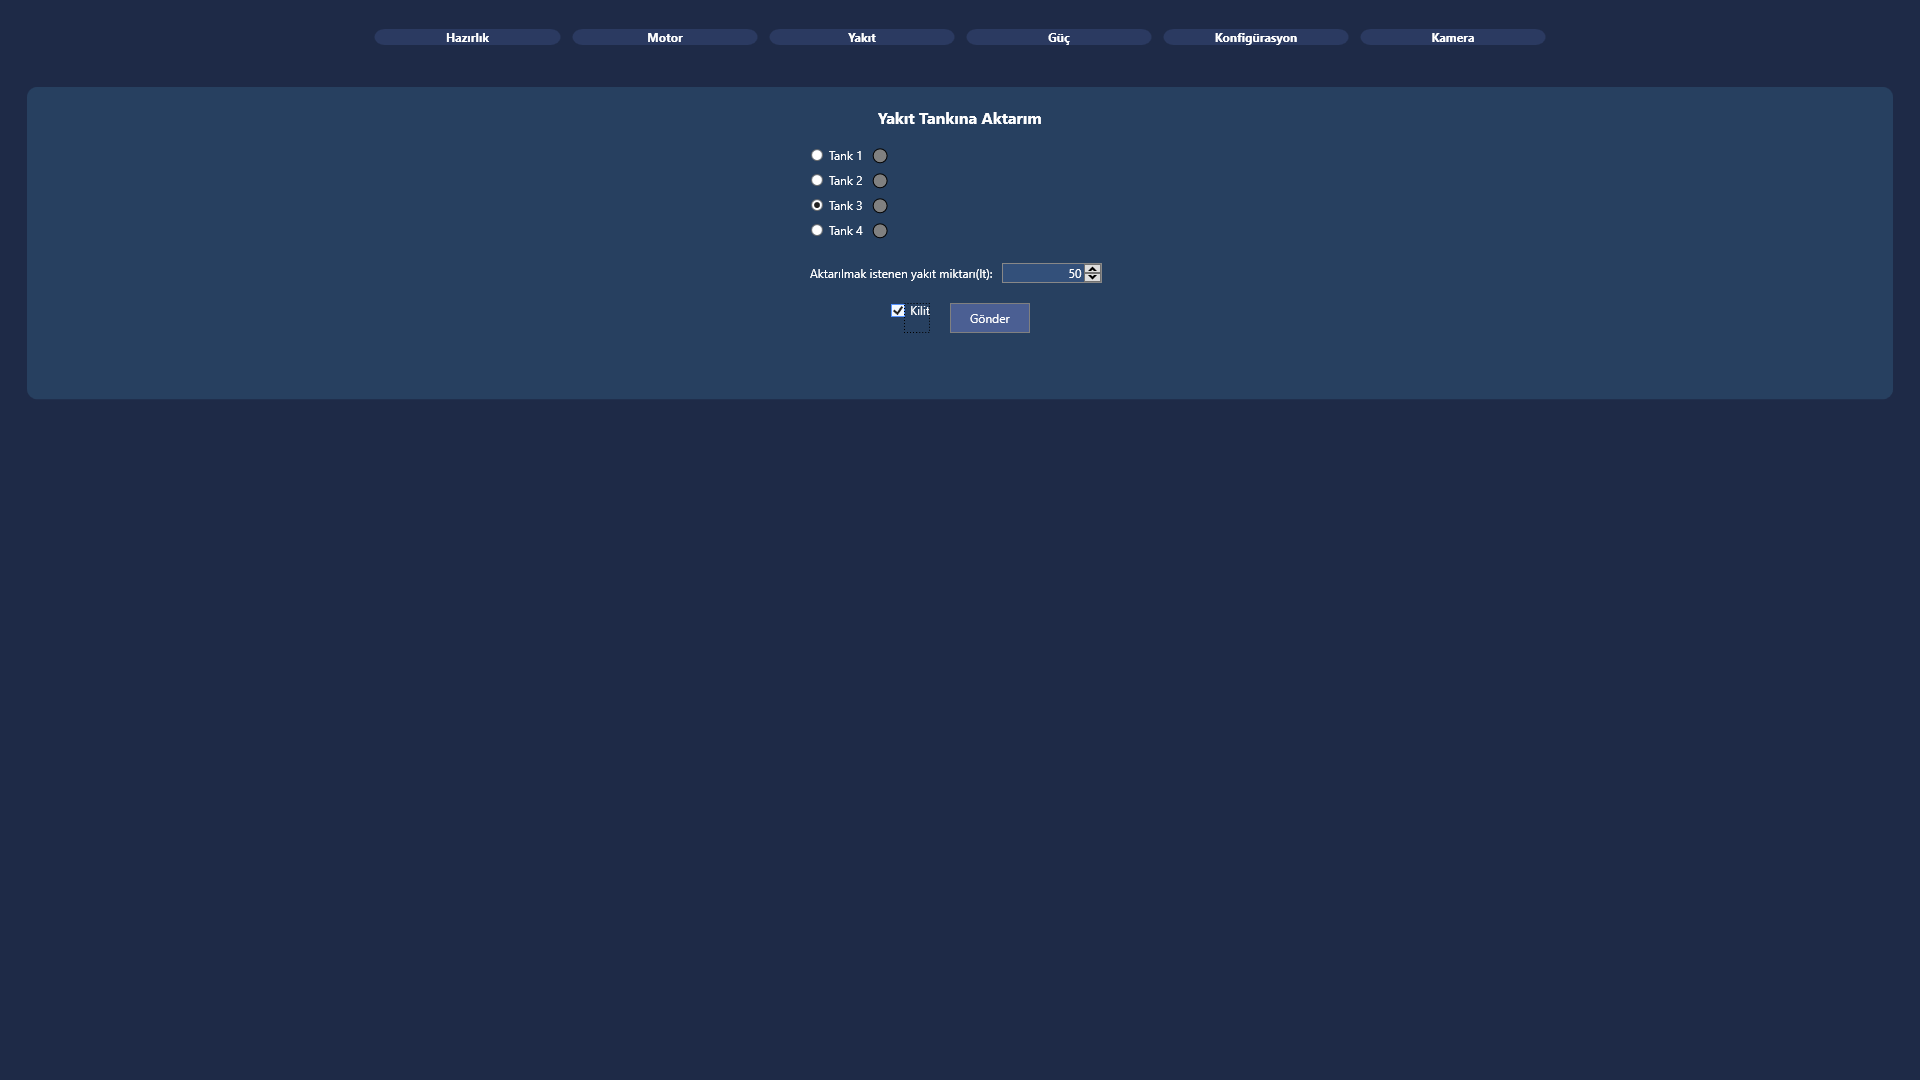 Hazırlık Motor Yakıt Güç Konfigürasyon Kamera
Yakıt Tankına Aktarım
Tank 1
Tank 2
Tank 3
Tank 4
Aktarılmak istenen yakıt miktarı(lt): 50
Kilit Gönder